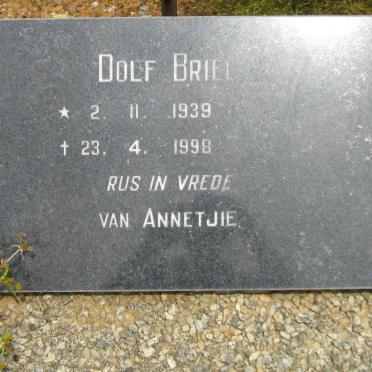 DOLF BRIEL
★ 2. 11. 1939
† 23. 4. 1998
RUS IN VREDE
VAN ANNETJIE